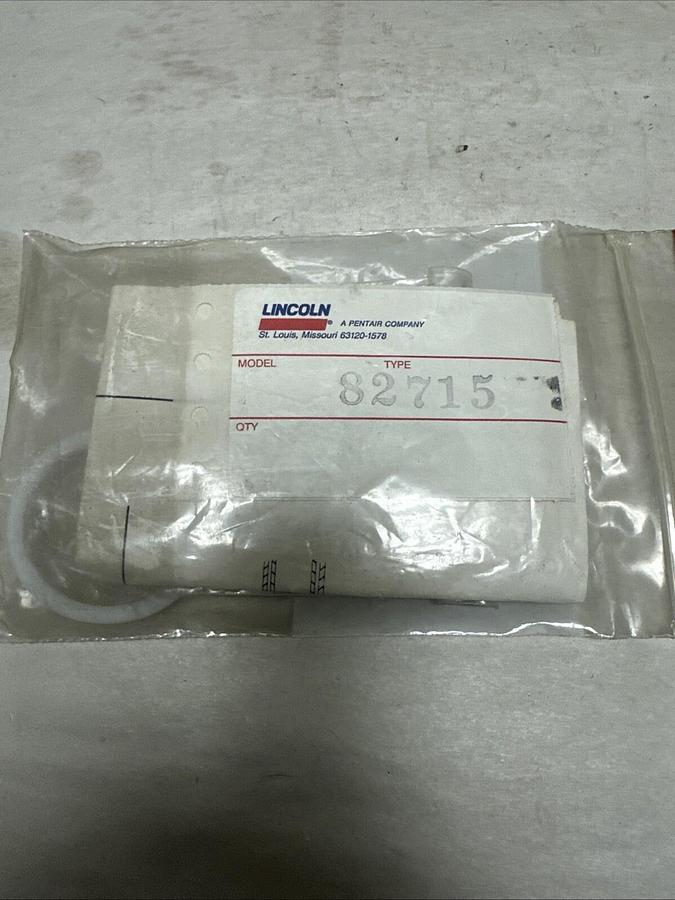 LINCOLN
® A PENTAIR COMPANY
St. Louis, Missouri 63120-1578
MODEL TYPE
82715
QTY